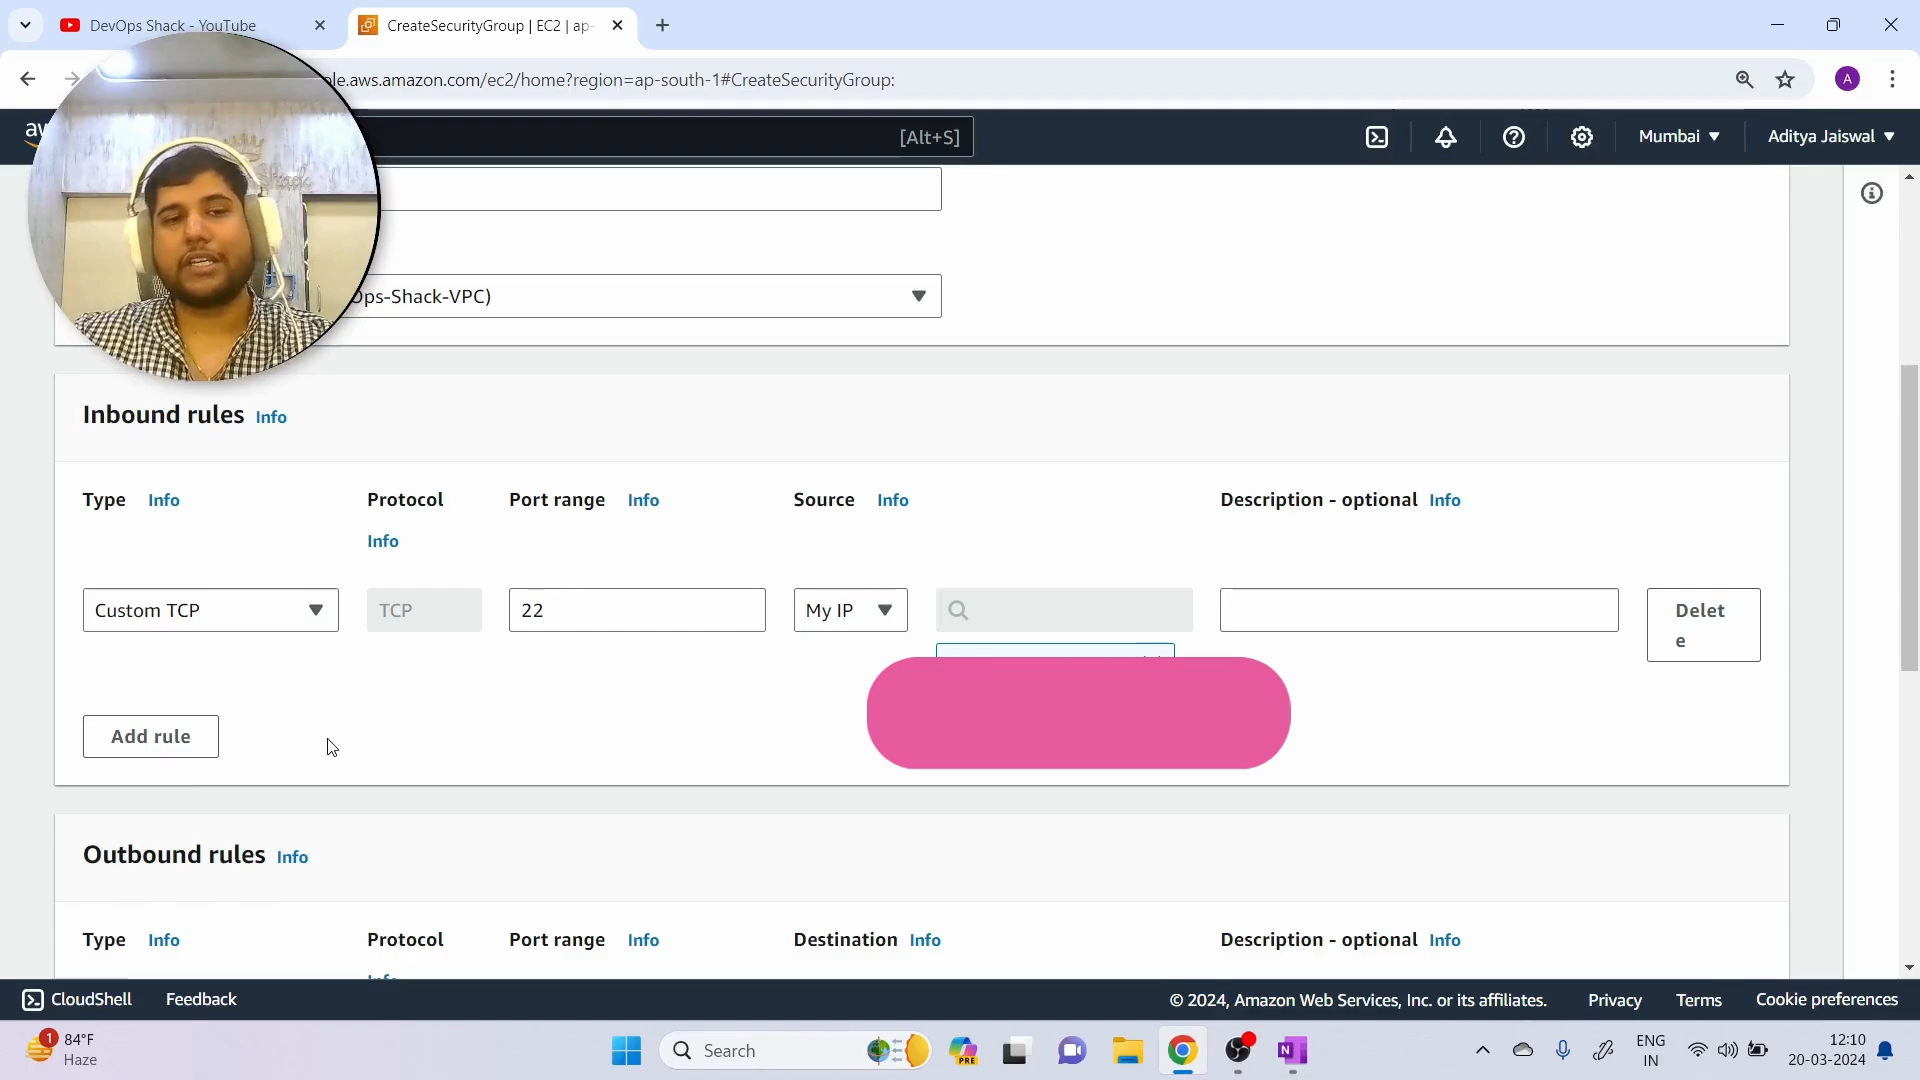 DevOps Shack - YouTube
CreateSecurityGroup | EC2 | ap-
le.aws.amazon.com/ec2/home?region=ap-south-1#CreateSecurityGroup:
A
[Alt+S]
Mumbai
Aditya Jaiswal
Ops-Shack-VPC)
Inbound rules Info
Type Info Protocol Port range Info Source Info Description - optional Info
Info
Custom TCP TCP 22 My IP
Delet
e
Add rule
Outbound rules Info
Type Info Protocol Port range Info Destination Info Description - optional Info
CloudShell Feedback © 2024, Amazon Web Services, Inc. or its affiliates. Privacy Terms Cookie preferences
1
84°F
Haze
Search
PRE
N
ENG
IN
12:10
20-03-2024